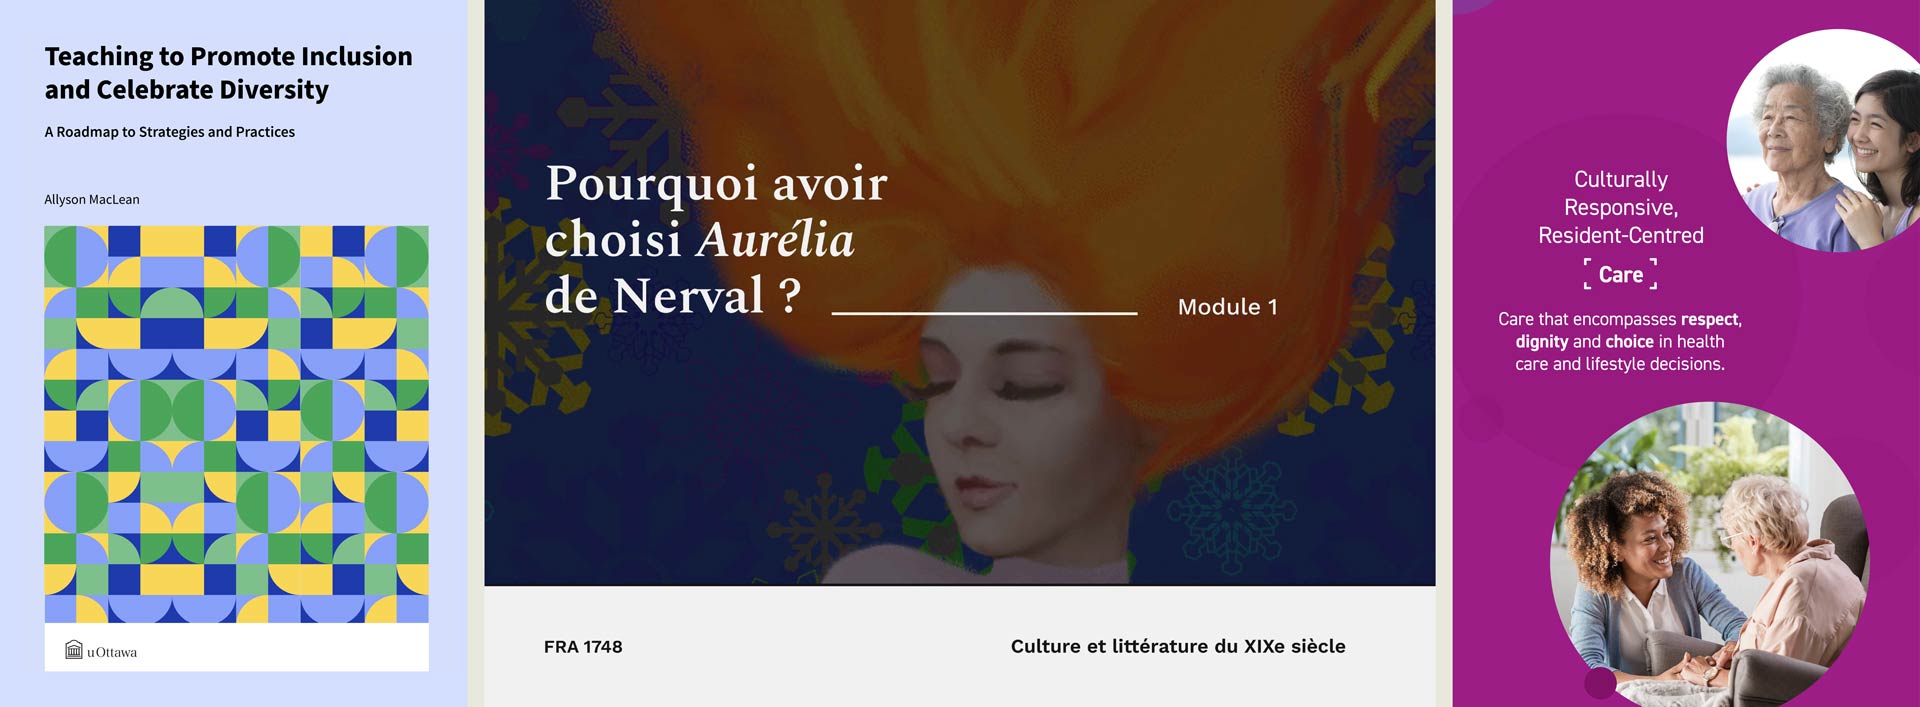 Teaching to Promote Inclusion
and Celebrate Diversity
A Roadmap to Strategies and Practices
Allyson MacLean
uOttawa
Pourquoi avoir
choisi Aurélia
de Nerval ?
Module 1
FRA 1748
Culture et littérature du XIXe siècle
Culturally
Responsive,
Resident-Centred
Care
Care that encompasses respect,
dignity and choice in health
care and lifestyle decisions.